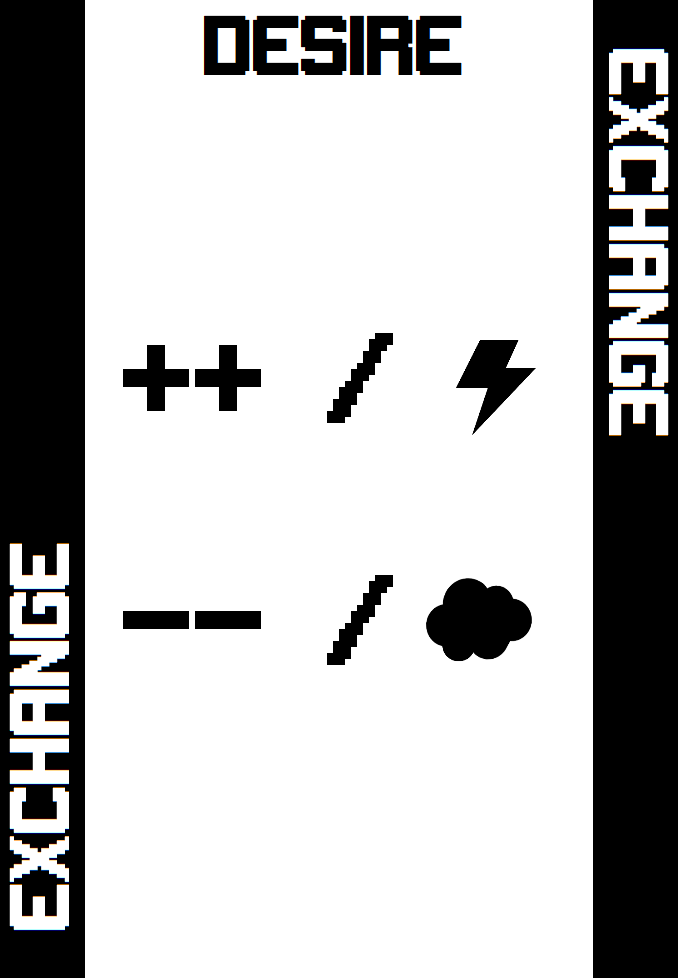 DESIRE
EXCHANGE
++ /
-- /
EXCHANGE